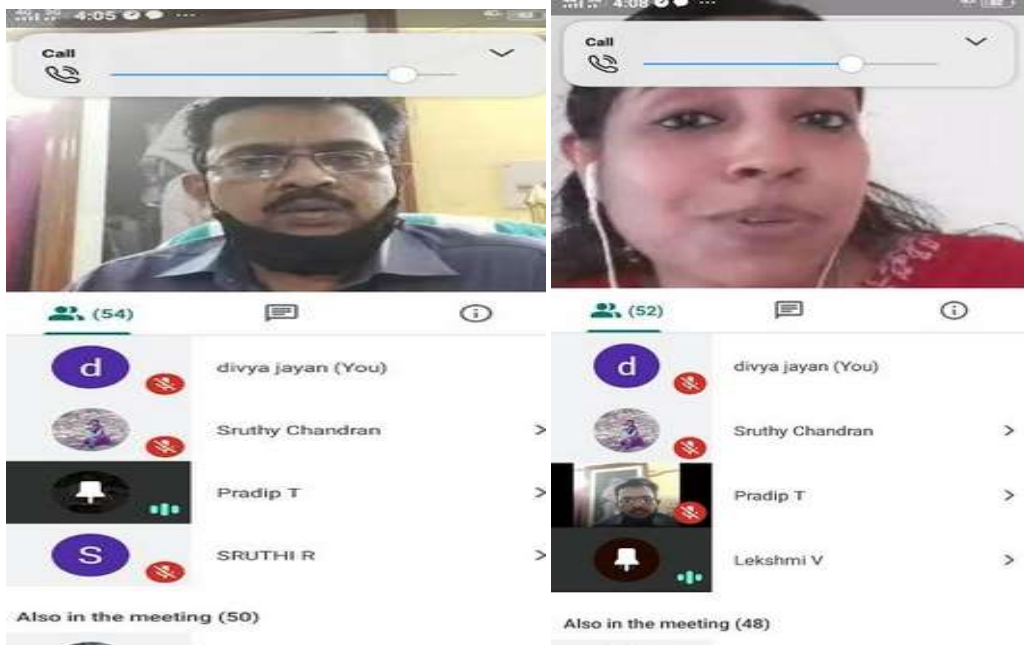 4:05
Call
(54)
d
divya jayan (You)
Sruthy Chandran
Pradip T
S
SRUTHI R
Also in the meeting (50)
4:08
Call
(52)
d
divya jayan (You)
Sruthy Chandran
Pradip T
Lekshmi V
Also in the meeting (48)